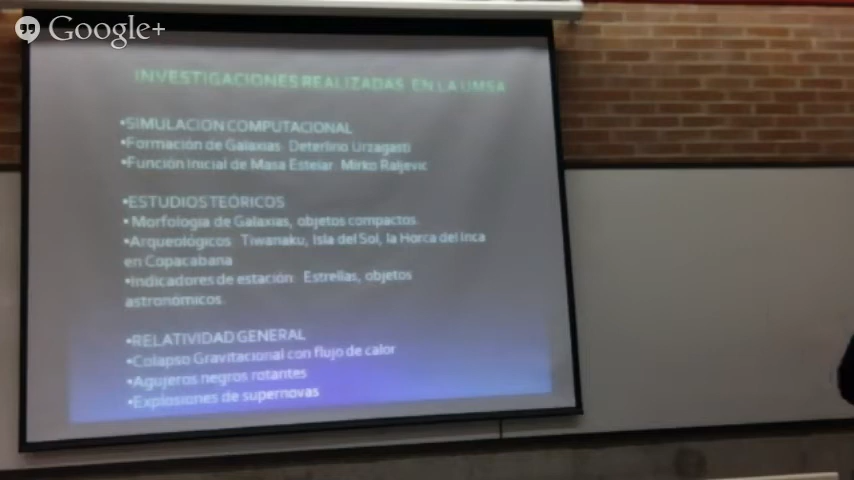 Google+
INVESTIGACIONES REALIZADAS EN LA UMSA
•SIMULACION COMPUTACIONAL
•Formación de Galaxias Deterlino Urzagasti
•Función Inicial de Masa Estelar Mirko Raljevic
•ESTUDIOS TEÓRICOS
• Morfologia de Galaxias, objetos compactos.
•Arqueológicos Tiwanaku, Isla del Sol, la Horca del Inca
en Copacabana
•Indicadores de estación: Estrellas, objetos
astronómicos.
•RELATIVIDAD GENERAL
•Colapso Gravitacional con flujo de calor
•Agujeros negros rotantes
•Explosiones de supernovas